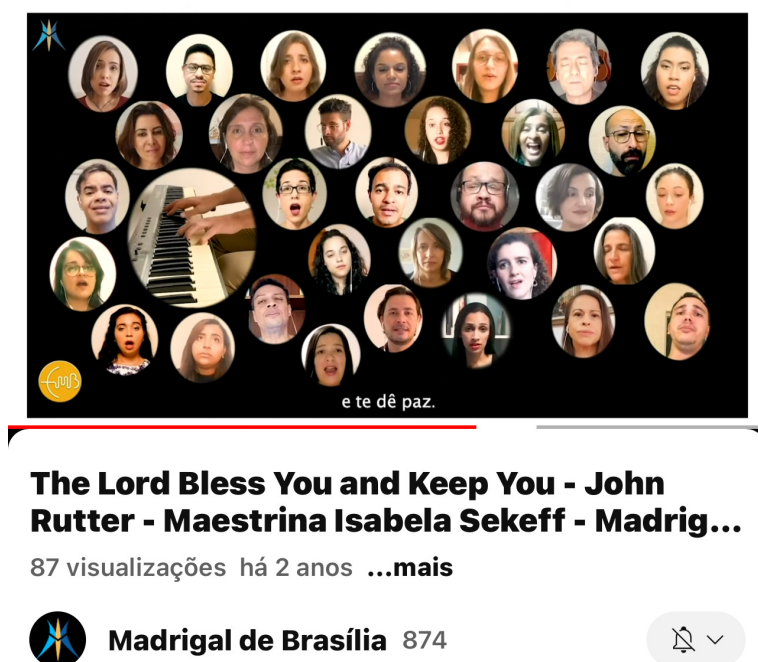 EMB
e te dê paz.
The Lord Bless You and Keep You - John
Rutter - Maestrina Isabela Sekeff - Madrig...
87 visualizações há 2 anos ...mais
Madrigal de Brasília 874